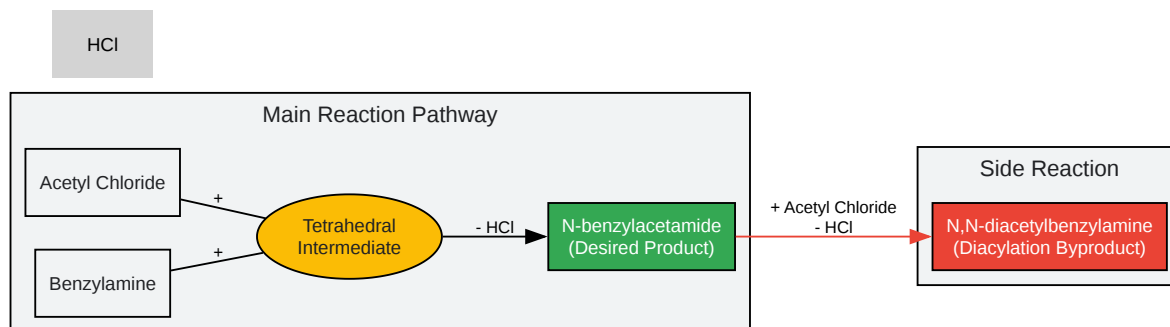 HCl
Main Reaction Pathway
Acetyl Chloride
+
Benzylamine
+
Tetrahedral
Intermediate
- HCl
N-benzylacetamide
(Desired Product)
+ Acetyl Chloride
- HCl
Side Reaction
N,N-diacetylbenzylamine
(Diacylation Byproduct)